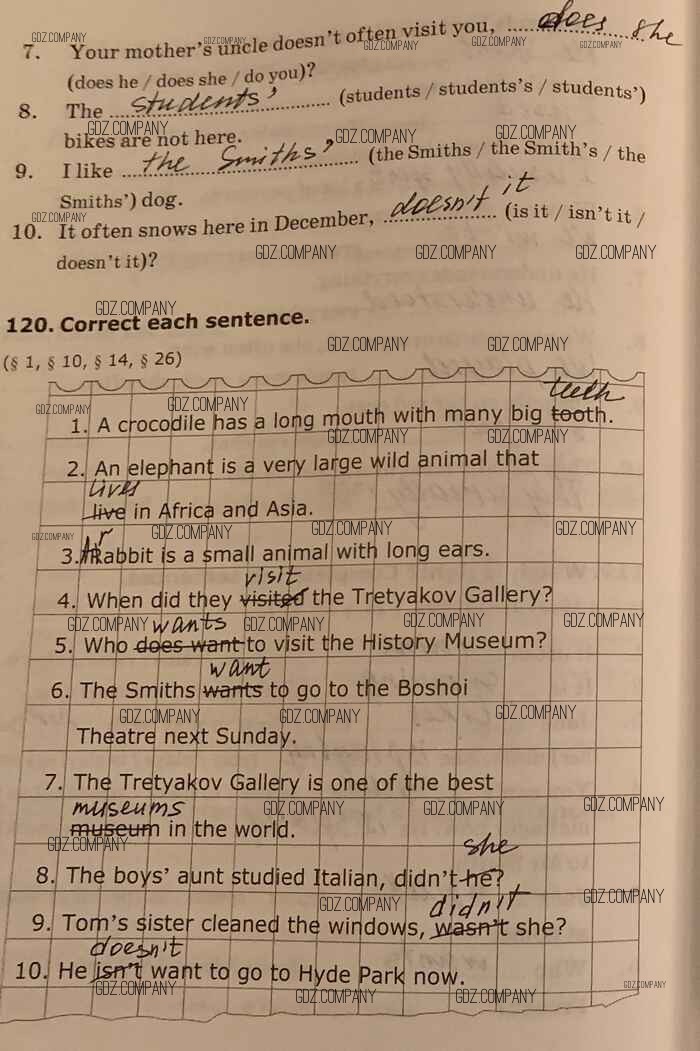 7. Your mother's uncle doesn't often visit you, does she
(does he / does she / do you)?
8. The students' (students / students's / students')
bikes are not here.
9. I like the Smiths' (the Smiths / the Smith's / the
Smiths') dog.
10. It often snows here in December, doesn't it (is it / isn't it /
doesn't it)?
120. Correct each sentence.
(§ 1, § 10, § 14, § 26)
teeth
1. A crocodile has a long mouth with many big tooth.
2. An elephant is a very large wild animal that
lives
live in Africa and Asia.
3. A rRabbit is a small animal with long ears.
visit
4. When did they visited the Tretyakov Gallery?
wants
5. Who does want to visit the History Museum?
want
6. The Smiths wants to go to the Boshoi
Theatre next Sunday.
7. The Tretyakov Gallery is one of the best
museums
museum in the world.
she
8. The boys' aunt studied Italian, didn't he?
didn't
9. Tom's sister cleaned the windows, wasn't she?
doesn't
10. He isn't want to go to Hyde Park now.
GDZ.COMPANY